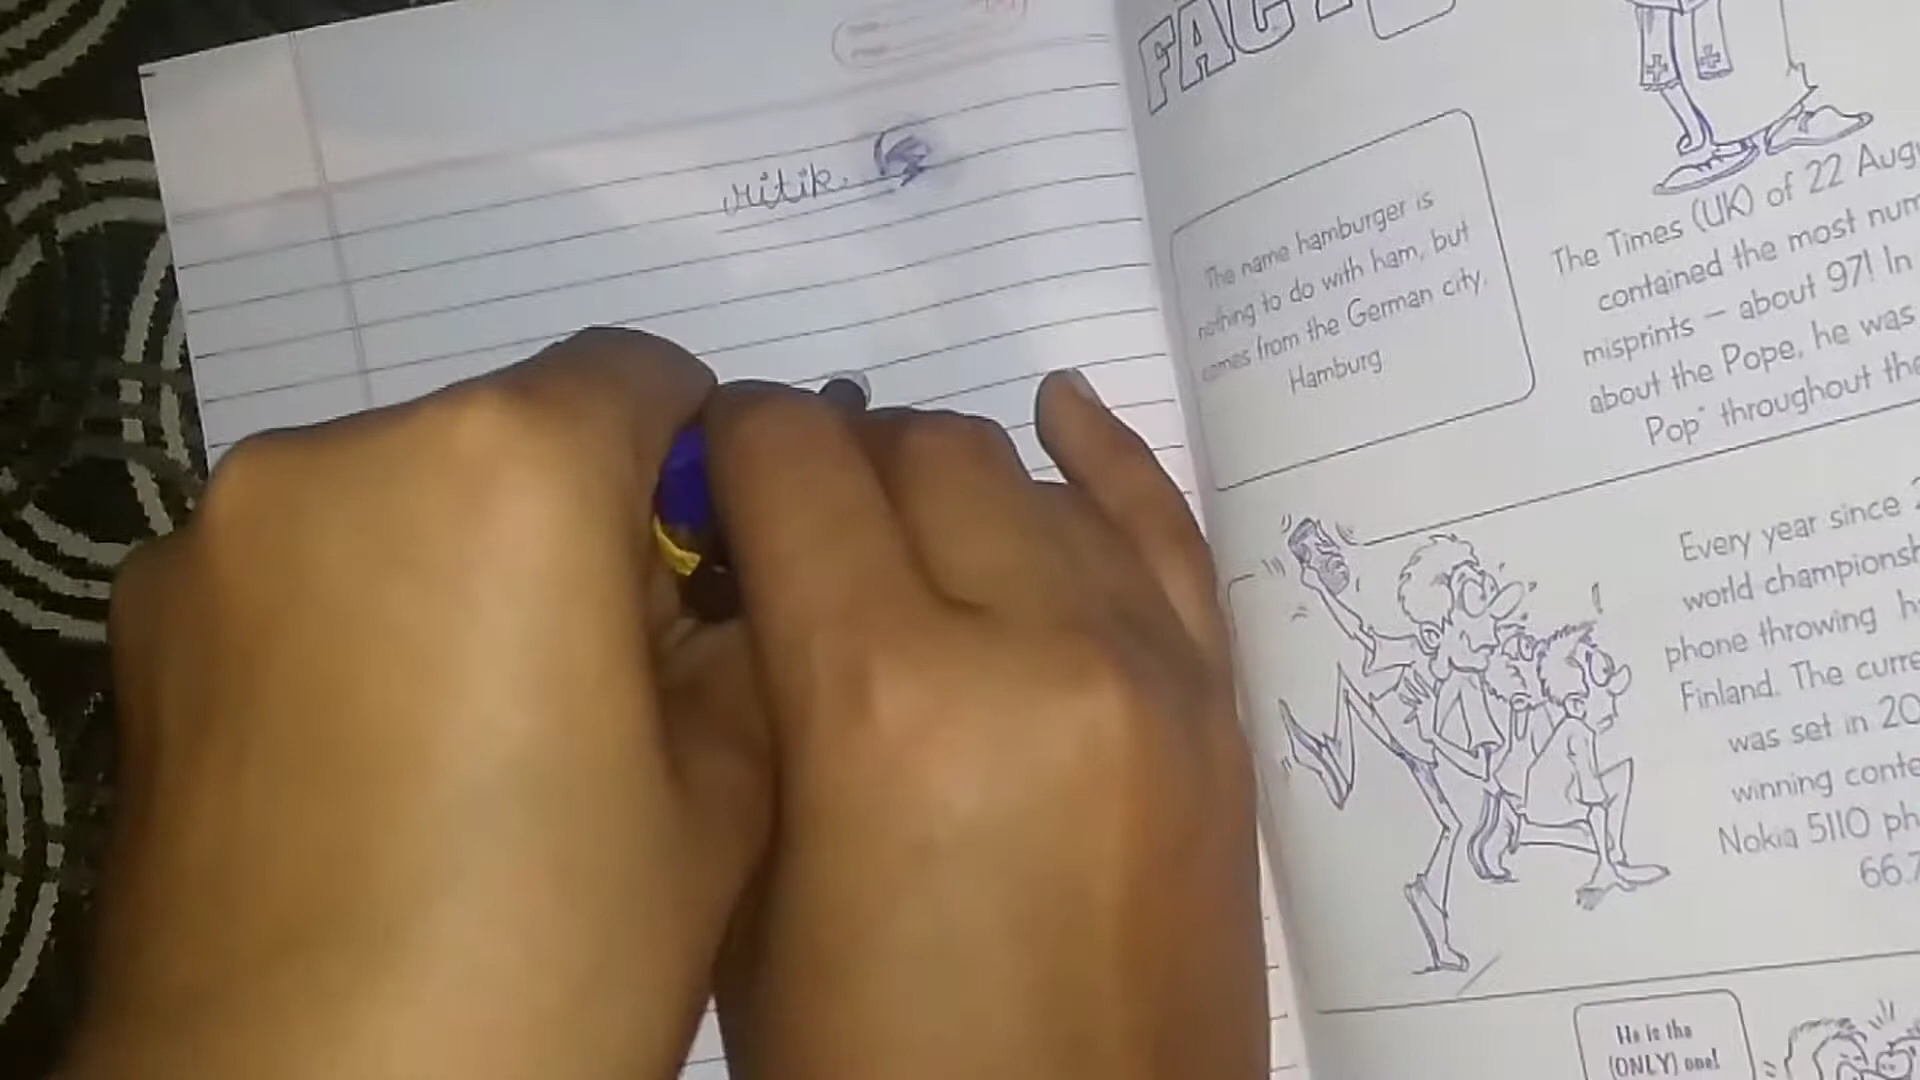 ritik.
FACT
The name hamburger is
nothing to do with ham, but
comes from the German city,
Hamburg
The Times (UK) of 22 Aug
contained the most num
misprints – about 97! In
about the Pope, he was
Pop" throughout the
Every year since 2
world championsh
phone throwing h
Finland. The curre
was set in 20
winning conte
Nokia 5110 ph
66.7
He is the
(ONLY) one!